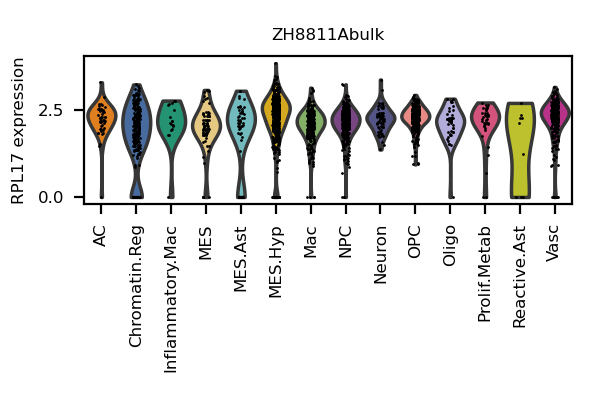 ZH8811Abulk
RPL17 expression
2.5
0.0
AC
Chromatin.Reg
Inflammatory.Mac
MES
MES.Ast
MES.Hyp
Mac
NPC
Neuron
OPC
Oligo
Prolif.Metab
Reactive.Ast
Vasc